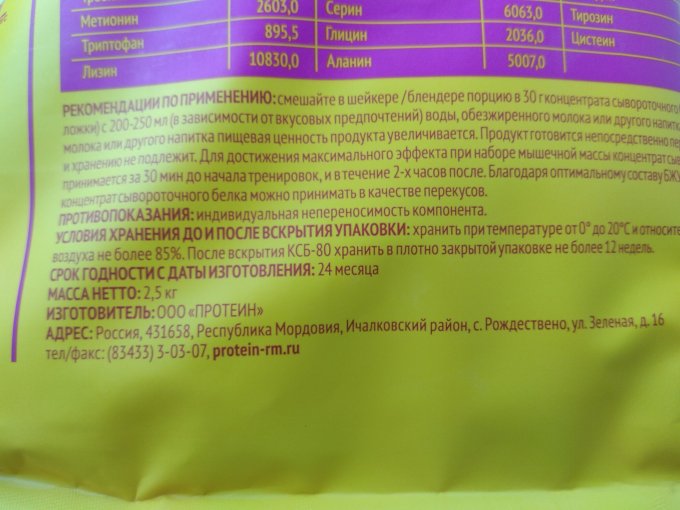 2603,0 Серин 6063,0 Тирозин
Метионин 895,5 Глицин 2036,0 Цистеин
Триптофан 10830,0 Аланин 5007,0
Лизин
РЕКОМЕНДАЦИИ ПО ПРИМЕНЕНИЮ: смешайте в шейкере /блендере порцию в 30 г концентрата сывороточного
ложки) с 200-250 мл (в зависимости от вкусовых предпочтений) воды, обезжиренного молока или другого напитка
молока или другого напитка пищевая ценность продукта увеличивается. Продукт готовится непосредственно
и хранению не подлежит. Для достижения максимального эффекта при наборе мышечной массы концентрат
принимается за 30 мин до начала тренировок, и в течение 2-х часов после. Благодаря оптимальному составу БЖУ
концентрат сывороточного белка можно принимать в качестве перекусов.
ПРОТИВОПОКАЗАНИЯ: индивидуальная непереносимость компонента.
УСЛОВИЯ ХРАНЕНИЯ ДО И ПОСЛЕ ВСКРЫТИЯ УПАКОВКИ: хранить при температуре от 0° до 20°С и
воздуха не более 85%. После вскрытия КСБ-80 хранить в плотно закрытой упаковке не более 12 недель.
СРОК ГОДНОСТИ С ДАТЫ ИЗГОТОВЛЕНИЯ: 24 месяца
МАССА НЕТТО: 2,5 кг
ИЗГОТОВИТЕЛЬ: ООО «ПРОТЕИН»
АДРЕС: Россия, 431658, Республика Мордовия, Ичалковский район, с. Рождествено, ул. Зеленая, д. 16
тел/факс: (83433) 3-03-07, protein-rm.ru